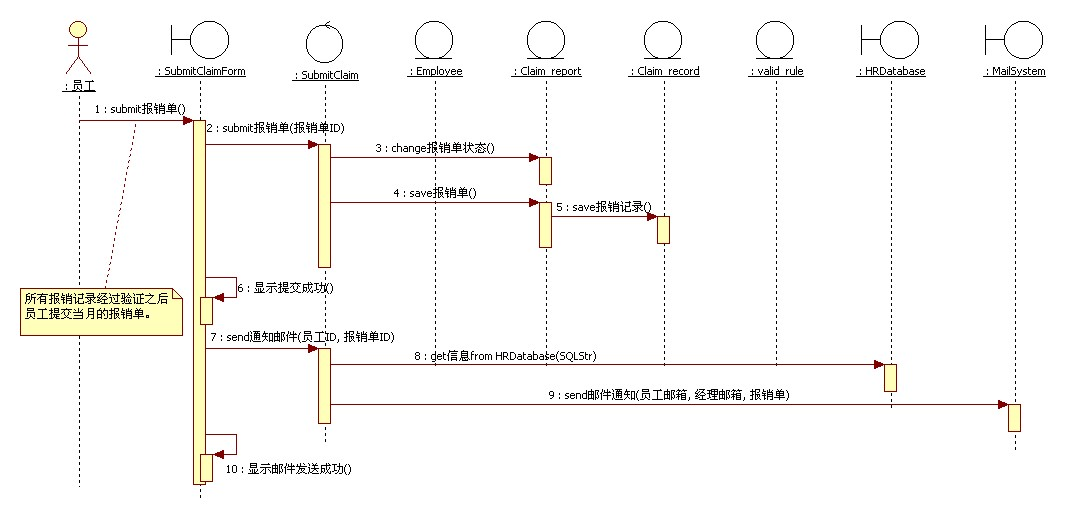 : 员工
: SubmitClaimForm
: SubmitClaim
: Employee
: Claim_report
: Claim_record
: valid_rule
: HRDatabase
: MailSystem
1 : submit报销单()
2 : submit报销单(报销单ID)
3 : change报销单状态()
4 : save报销单()
5 : save报销记录()
6 : 显示提交成功()
所有报销记录经过验证之后
员工提交当月的报销单。
7 : send通知邮件(员工ID, 报销单ID)
8 : get信息from HRDatabase(SQLStr)
9 : send邮件通知(员工邮箱, 经理邮箱, 报销单)
10 : 显示邮件发送成功()